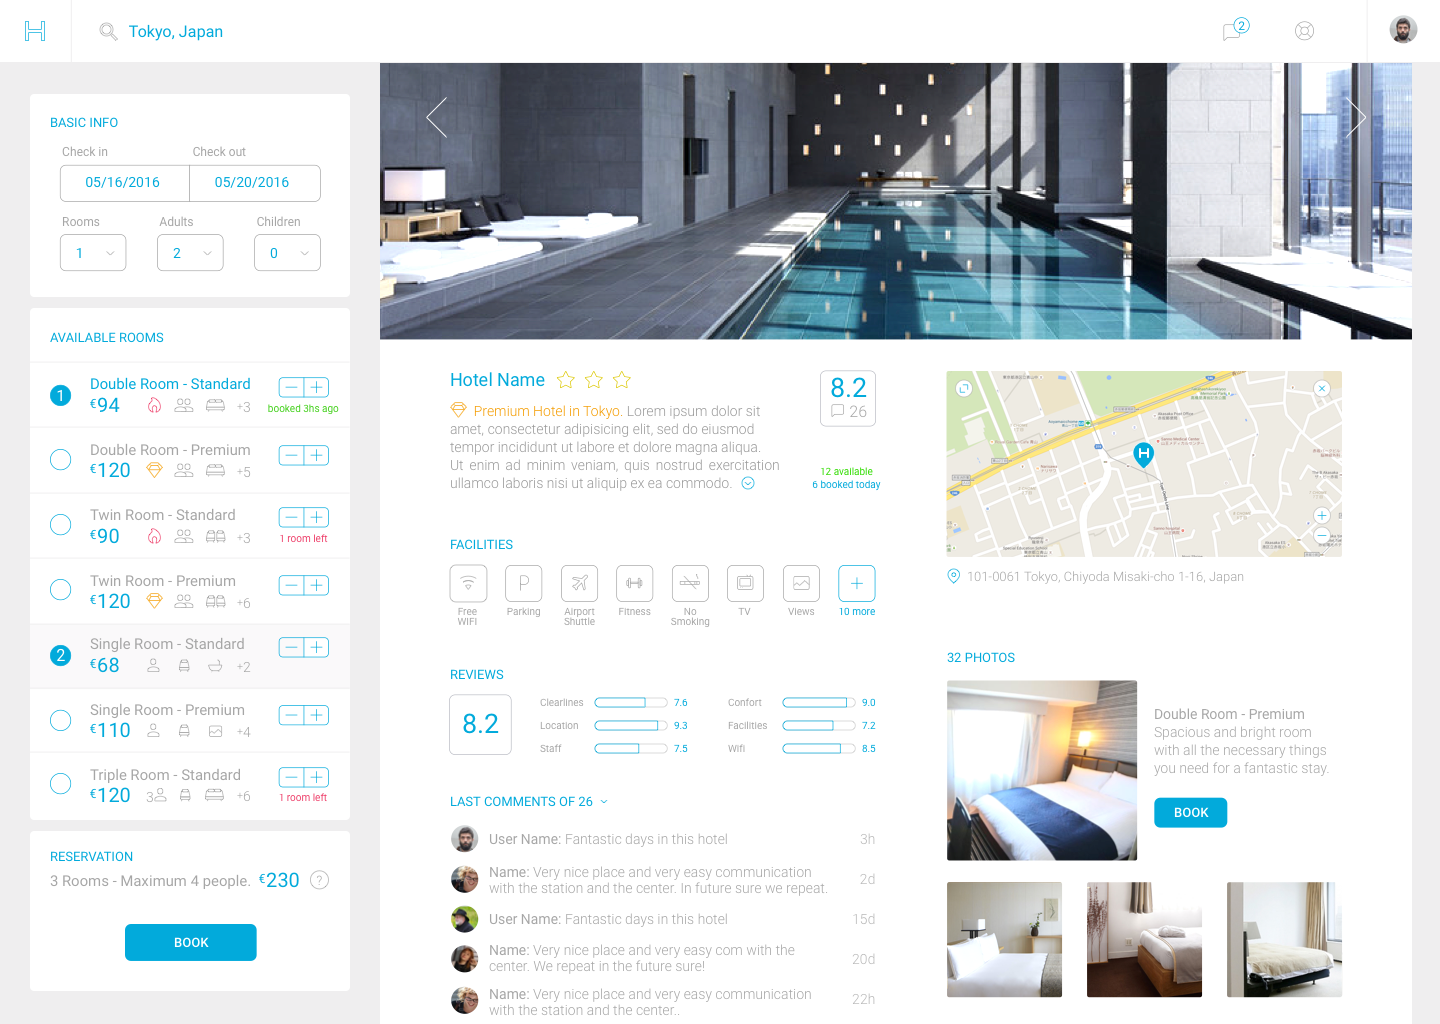 H
Tokyo, Japan
2
BASIC INFO
Check in
Check out
05/16/2016
05/20/2016
Rooms
Adults
Children
1
2
0
AVAILABLE ROOMS
1
Double Room - Standard
€94
+3
booked 3hs ago
Double Room - Premium
€120
+5
Twin Room - Standard
€90
+3
1 room left
Twin Room - Premium
€120
+6
2
Single Room - Standard
€68
+2
Single Room - Premium
€110
+4
Triple Room - Standard
€120
3
+6
1 room left
RESERVATION
3 Rooms - Maximum 4 people.
€230
?
BOOK
Hotel Name
Premium Hotel in Tokyo. Lorem ipsum dolor sit
amet, consectetur adipisicing elit, sed do eiusmod
tempor incididunt ut labore et dolore magna aliqua.
Ut enim ad minim veniam, quis nostrud exercitation
ullamco laboris nisi ut aliquip ex ea commodo.
8.2
26
12 available
6 booked today
FACILITIES
P
Free
WIFI
Parking
Airport
Shuttle
Fitness
No
Smoking
TV
Views
10 more
REVIEWS
8.2
Clearlines
7.6
Location
9.3
Staff
7.5
Confort
9.0
Facilities
7.2
Wifi
8.5
LAST COMMENTS OF 26
User Name: Fantastic days in this hotel
3h
Name: Very nice place and very easy communication
with the station and the center. In future sure we repeat.
2d
User Name: Fantastic days in this hotel
15d
Name: Very nice place and very easy com with the
center. We repeat in the future sure!
20d
Name: Very nice place and very easy communication
with the station and the center..
22h
H
101-0061 Tokyo, Chiyoda Misaki-cho 1-16, Japan
32 PHOTOS
Double Room - Premium
Spacious and bright room
with all the necessary things
you need for a fantastic stay.
BOOK